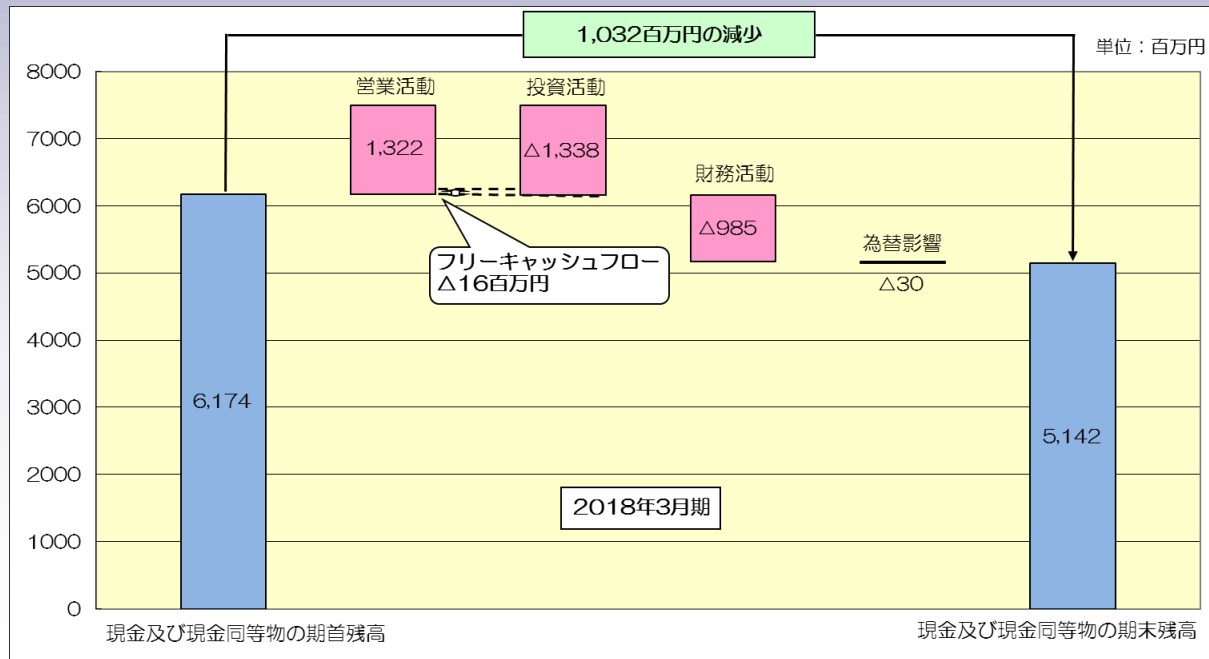 1,032百万円の減少
単位：百万円
8000
7000
6000
5000
4000
3000
2000
1000
0
営業活動
1,322
投資活動
△1,338
財務活動
△985
為替影響
△30
フリーキャッシュフロー
△16百万円
6,174
5,142
2018年3月期
現金及び現金同等物の期首残高
現金及び現金同等物の期末残高